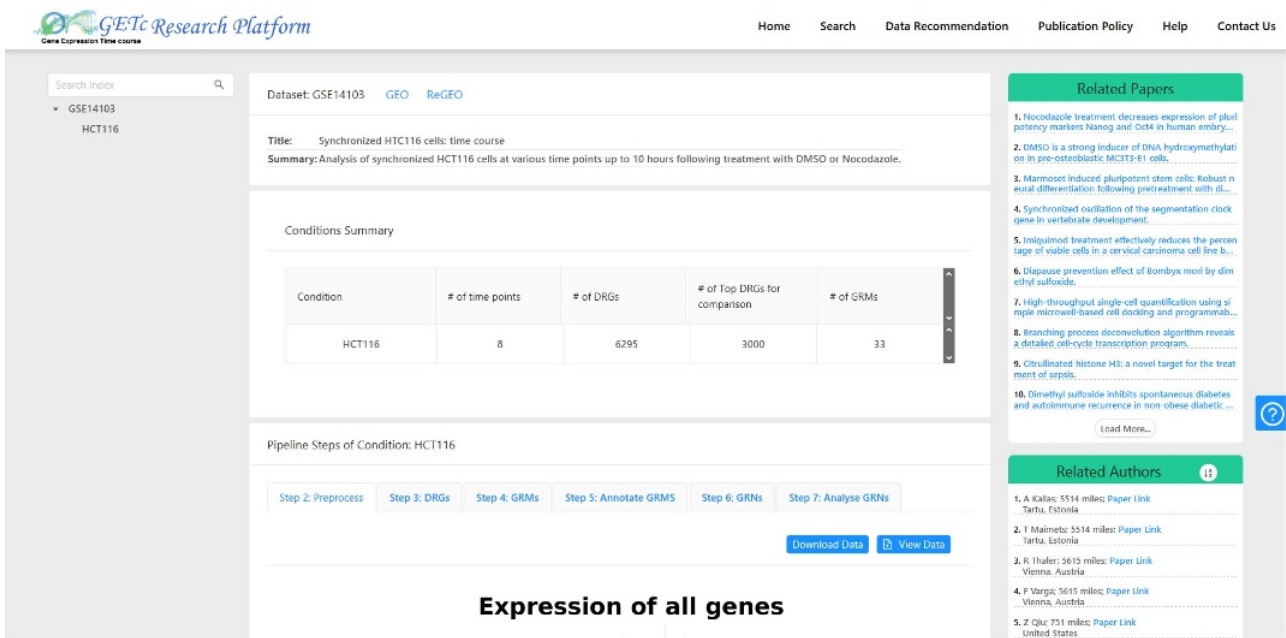 GETc Research Platform
Gene Expression Time course
Home Search Data Recommendation Publication Policy Help Contact Us
Search Index
GSE14103
HCT116
Dataset: GSE14103 GEO ReGEO
Title: Synchronized HTC116 cells: time course
Summary: Analysis of synchronized HCT116 cells at various time points up to 10 hours following treatment with DMSO or Nocodazole.
Conditions Summary
Condition # of time points # of DRGs # of Top DRGs for comparison # of GRMs
HCT116 8 6295 3000 33
Pipeline Steps of Condition: HCT116
Step 2: Preprocess Step 3: DRGs Step 4: GRMs Step 5: Annotate GRMS Step 6: GRNs Step 7: Analyse GRNs
Download Data View Data
Expression of all genes
Related Papers
1. Nocodazole treatment decreases expression of pluri
potency markers Nanog and Oct4 in human embry...
2. DMSO is a strong inducer of DNA hydroxymethylati
on in pre-osteoblastic MC3T3-E1 cells.
3. Marmoset induced pluripotent stem cells: Robust n
eural differentiation following pretreatment with di...
4. Synchronized oscillation of the segmentation clock
gene in vertebrate development.
5. Imiquimod treatment effectively reduces the percen
tage of viable cells in a cervical carcinoma cell line b...
6. Diapause prevention effect of Bombyx mori by dim
ethyl sulfoxide.
7. High-throughput single-cell quantification using si
mple microwell-based cell docking and programmab...
8. Branching process deconvolution algorithm reveals
a detailed cell-cycle transcription program.
9. Citrullinated histone H3: a novel target for the treat
ment of sepsis.
10. Dimethyl sulfoxide inhibits spontaneous diabetes
and autoimmune recurrence in non-obese diabetic ...
Load More...
Related Authors
1. A Kallas; 5514 miles; Paper Link
Tartu, Estonia
2. T Maimets; 5514 miles; Paper Link
Tartu, Estonia
3. R Thaler; 5615 miles; Paper Link
Vienna, Austria
4. F Varga; 5615 miles; Paper Link
Vienna, Austria
5. Z Qiu; 751 miles; Paper Link
United States